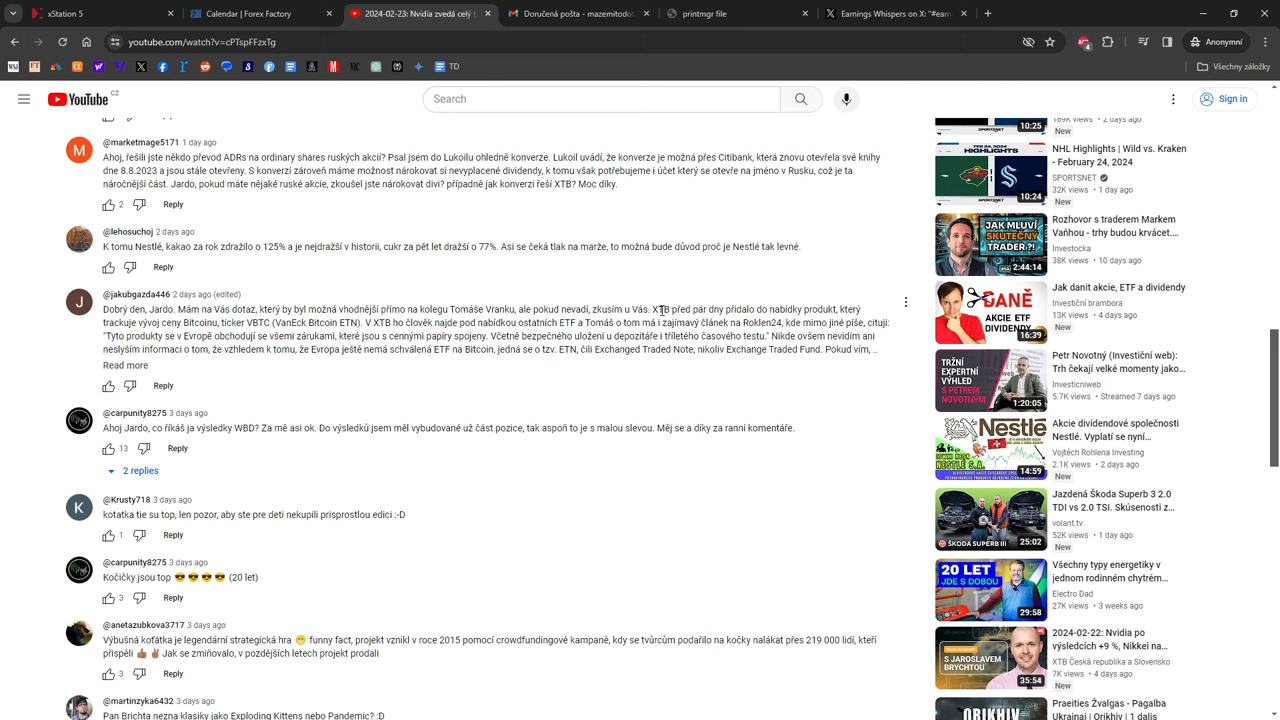 xStation 5
Calendar | Forex Factory
2024-02-23: Nvidia zvedá celý t
Doručená pošta - mazemitodot
printmgr file
Earnings Whispers on X: "#earn
youtube.com/watch?v=cPTspFFzxTg
4
Anonymní
TD
Všechny záložky
YouTube CZ
Search
Sign in
@marketmage5171 1 day ago
Ahoj, řešili jste někdo převod ADR na ordinary shares ruských akcií? Psal jsem do Lukoilu ohledně konverze. Lukoil uvádí, že konverze je možná přes Citibank, která znovu otevřela své knihy
dne 8.8.2023 a jsou stále otevřeny. S konverzí zároveň máme možnost nárokovat si nevyplacené dividendy, k tomu však potřebujeme i účet který se otevře na jméno v Rusku, což je ta
náročnější část. Jardo, pokud máte nějaké ruské akcie, zkoušel jste nárokovat divi? případně jak konverzi řeší XTB? Moc díky.
2
Reply
@lehosuchoj 2 days ago
K tomu Nestlé, kakao za rok zdražilo o 125% a je nejdražší v historii, cukr za pět let dražší o 77%. Asi se čeká tlak na marže, to možná bude důvod proč je Nestlé tak levné.
Reply
@jakubgazda446 2 days ago (edited)
Dobrý den, Jardo. Mám na Vás dotaz, který by byl možná vhodnější přímo na kolegu Tomáše Vranku, ale pokud nevadí, zkusím u Vás. XTB před pár dny přidalo do nabídky produkt, který
trackuje vývoj ceny Bitcoinu, ticker VBTC (VanEck Bitcoin ETN). V XTB ho člověk najde pod nabídkou ostatních ETF a Tomáš o tom má i zajímavý článek na Roklen24, kde mimo jiné píše, cituji:
"Tyto produkty se v Evropě obchodují se všemi zárukami, které jsou s cennými papíry spojeny. Včetně bezpečného uložení u depozitáře i tříletého časového testu." Nikde ovšem nevidím ani
neslyším informaci o tom, že vzhledem k tomu, že Evropa ještě nemá schválená ETF na Bitcoin, jedná se o tzv. ETN, čili Exchanged Traded Note, nikoliv Exchange Traded Fund. Pokud vím, ..
Read more
Reply
@carpunity8275 3 days ago
Ahoj Jardo, co říkáš ja výsledky WBD? Za mě asi ok. Do výsledků jsem měl vybudované už část pozice, tak aspoň to je s malou slevou. Měj se a díky za ranní komentáře.
13
Reply
2 replies
@Krusty718 3 days ago
kotatka tie su top, len pozor, aby ste pre deti nekupili prisprostlou edici :-D
1
Reply
@carpunity8275 3 days ago
Kočičky jsou top 😎😎😎😎 (20 let)
3
Reply
@anetazubkova3717 3 days ago
Výbušná koťátka je legendární strategická hra vtipných karet, projekt vznikl v roce 2015 pomocí crowdfundingové kampaně, kdy se tvůrcům podařilo na kočky nalákat přes 219 000 lidí, kteří
přispěli 👍🏽✌🏽 Jak se zmiňovalo, v pozdějších letech projekt prodali
3
Reply
@martinzyka6432 3 days ago
Pan Brichta nezna klasiky jako Exploding Kittens nebo Pandemic? :D
10:25
169K views • 2 days ago
New
HIGHLIGHTS
10:24
NHL Highlights | Wild vs. Kraken
- February 24, 2024
SPORTSNET
32K views • 1 day ago
New
JAK MLUVÍ
SKUTEČNÝ
TRADER?!
2:44:14
Rozhovor s traderem Markem
Vaňhou - trhy budou krvácet....
Investocka
38K views • 10 days ago
DANĚ
AKCIE ETF
DIVIDENDY
16:39
Jak danit akcie, ETF a dividendy
Investiční brambora
13K views • 4 days ago
New
TRŽNÍ
EXPERTNÍ
VÝHLED
S PETREM
NOVOTNÝM
1:20:05
Petr Novotný (Investiční web):
Trh čekají velké momenty jako...
Investicniweb
5.7K views • Streamed 7 days ago
Nestlé
NESTLÉ S.A.
14:59
Akcie dividendové společnosti
Nestlé. Vyplatí se nyní...
Vojtěch Rohlena Investing
2.1K views • 2 days ago
New
ŠKODA SUPERB III
25:02
Jazdená Škoda Superb 3 2.0
TDI vs 2.0 TSI. Skúsenosti z...
volant.tv
52K views • 1 day ago
New
20 LET
JDE S DOBOU
29:58
Všechny typy energetiky v
jednom rodinném chytrém...
Electro Dad
27K views • 3 weeks ago
S JAROSLAVEM
BRYCHTOU
35:54
2024-02-22: Nvidia po
výsledcích +9 %, Nikkei na...
XTB Česká republika a Slovensko
7K views • 4 days ago
New
ORIKHIV
Praeities Žvalgas - Pagalba
Ukrainai | Orikhiv | 1 dalis